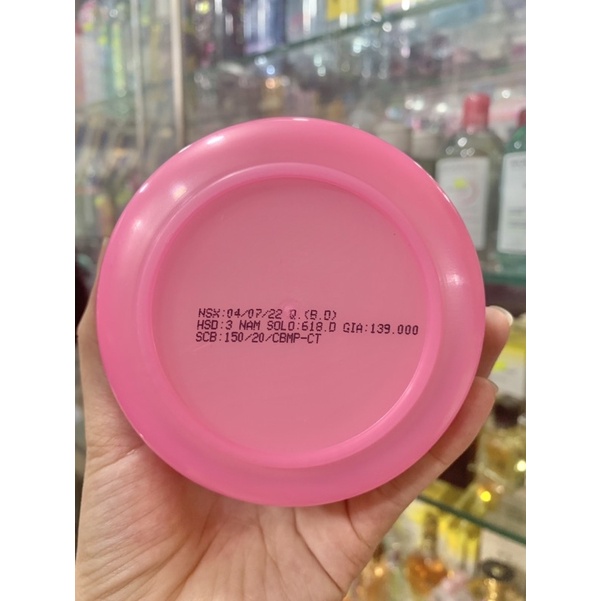 NSX:04/07/22 Q.(B.D)
HSD:3 NAM SOLO:618.D GIA:139.000
SCB:150/20/CBMP-CT